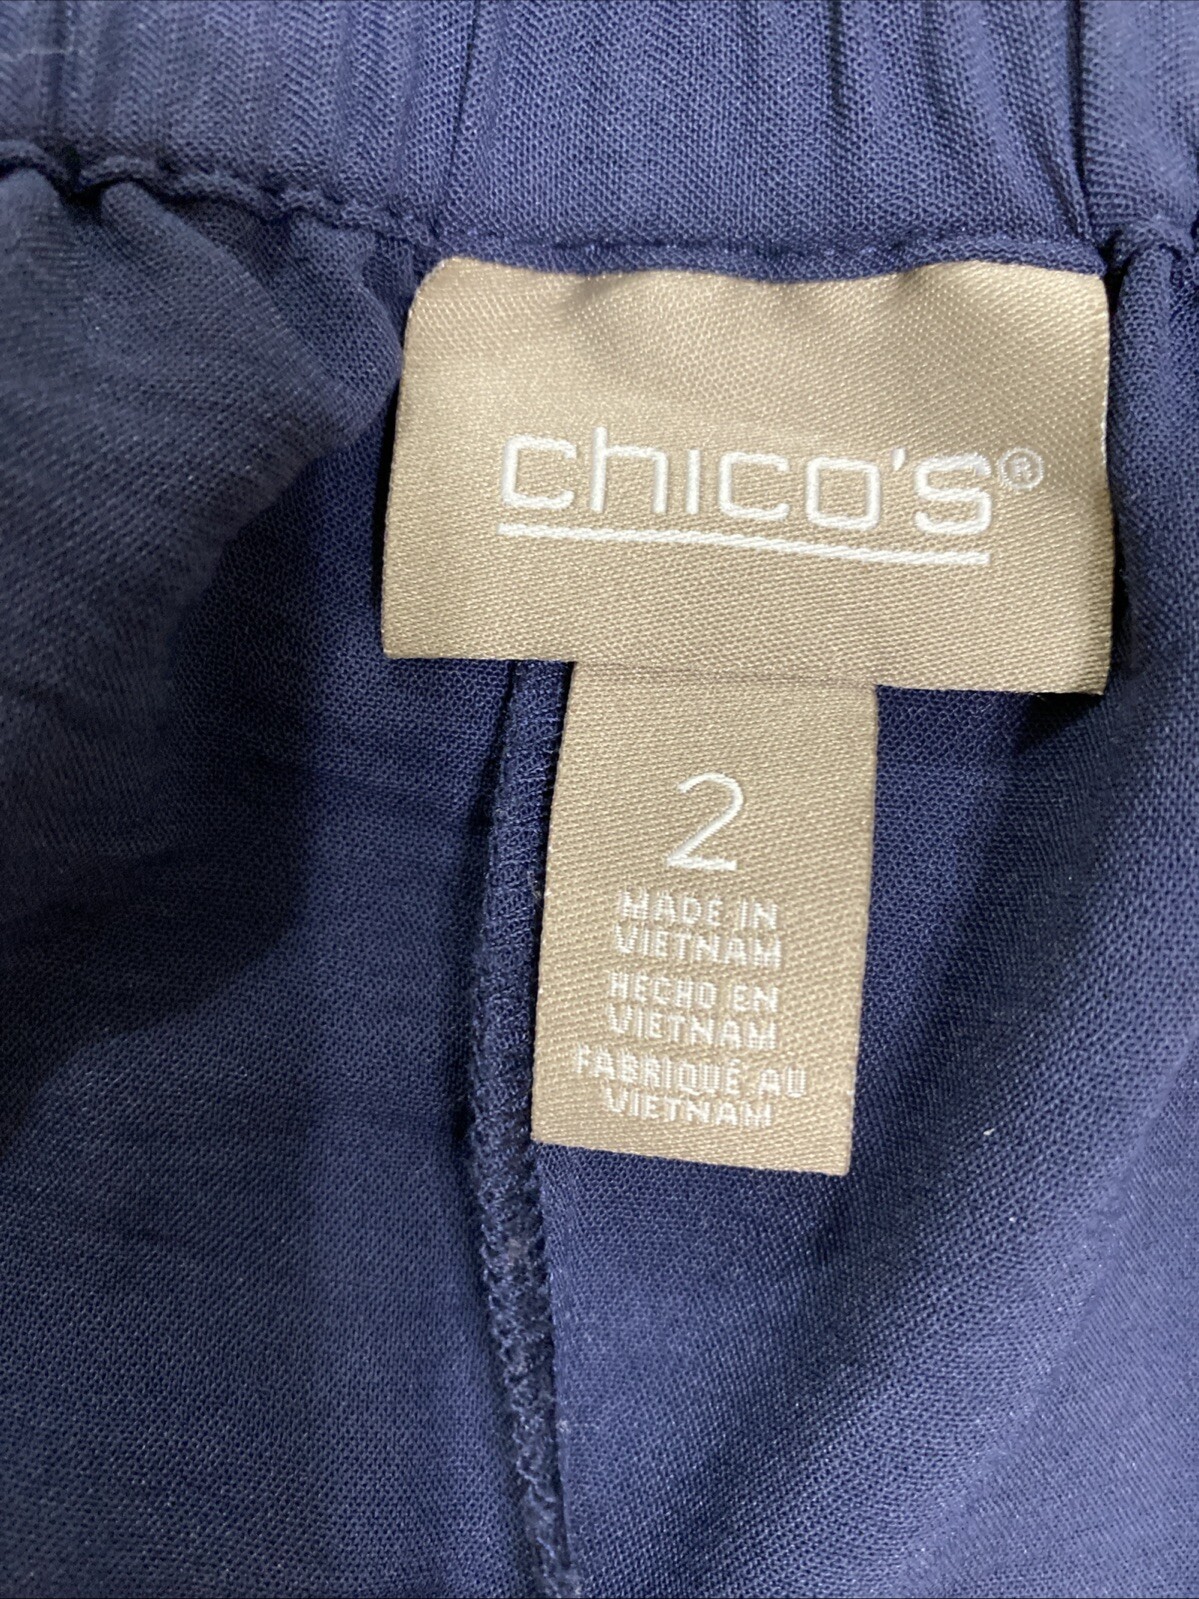 chico's®
2
MADE IN
VIETNAM
HECHO EN
VIETNAM
FABRIQUÉ AU
VIETNAM